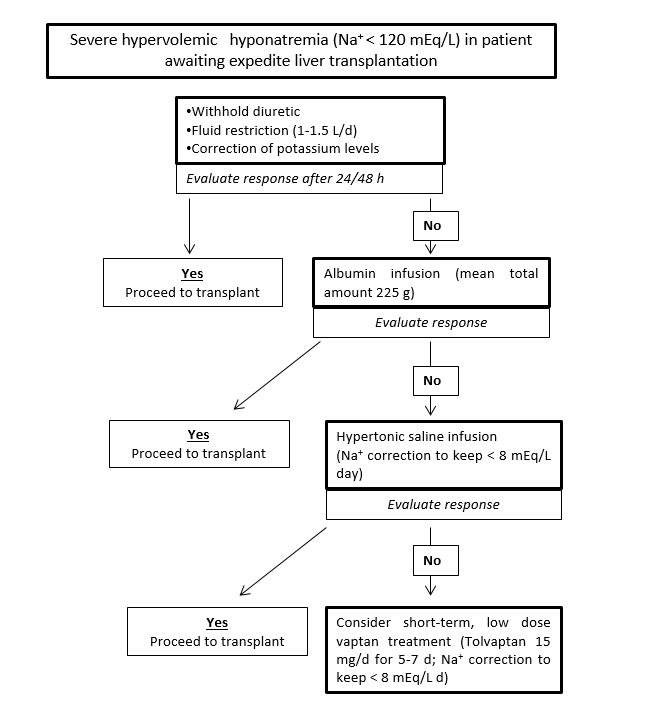 Severe hypervolemic hyponatremia (Na⁺ < 120 mEq/L) in patient
awaiting expedite liver transplantation
•Withhold diuretic
•Fluid restriction (1-1.5 L/d)
•Correction of potassium levels
Evaluate response after 24/48 h
No
Yes
Proceed to transplant
Albumin infusion (mean total
amount 225 g)
Evaluate response
No
Yes
Proceed to transplant
Hypertonic saline infusion
(Na⁺ correction to keep < 8 mEq/L
day)
Evaluate response
No
Yes
Proceed to transplant
Consider short-term, low dose
vaptan treatment (Tolvaptan 15
mg/d for 5-7 d; Na⁺ correction to
keep < 8 mEq/L d)